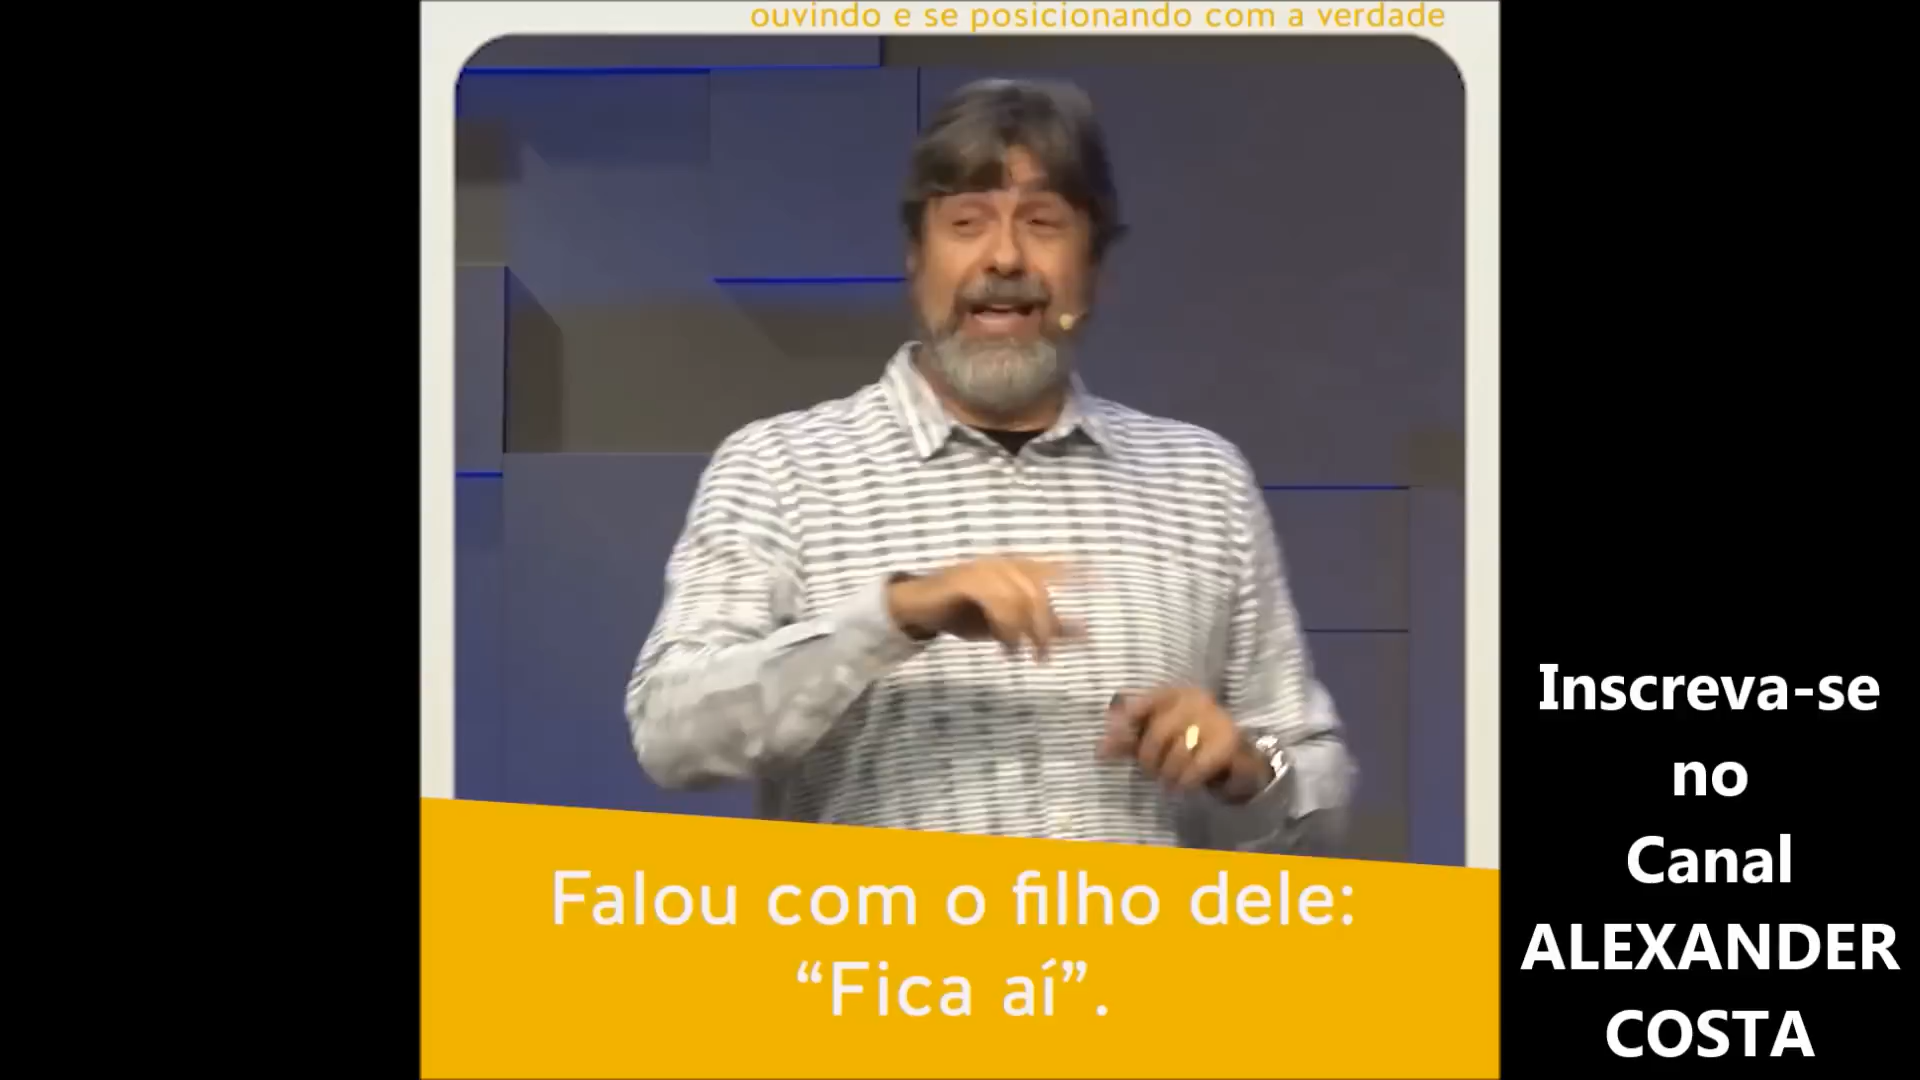 ouvindo e se posicionando com a verdade
Falou com o filho dele:
“Fica aí”.
Inscreva-se
no
Canal
ALEXANDER
COSTA